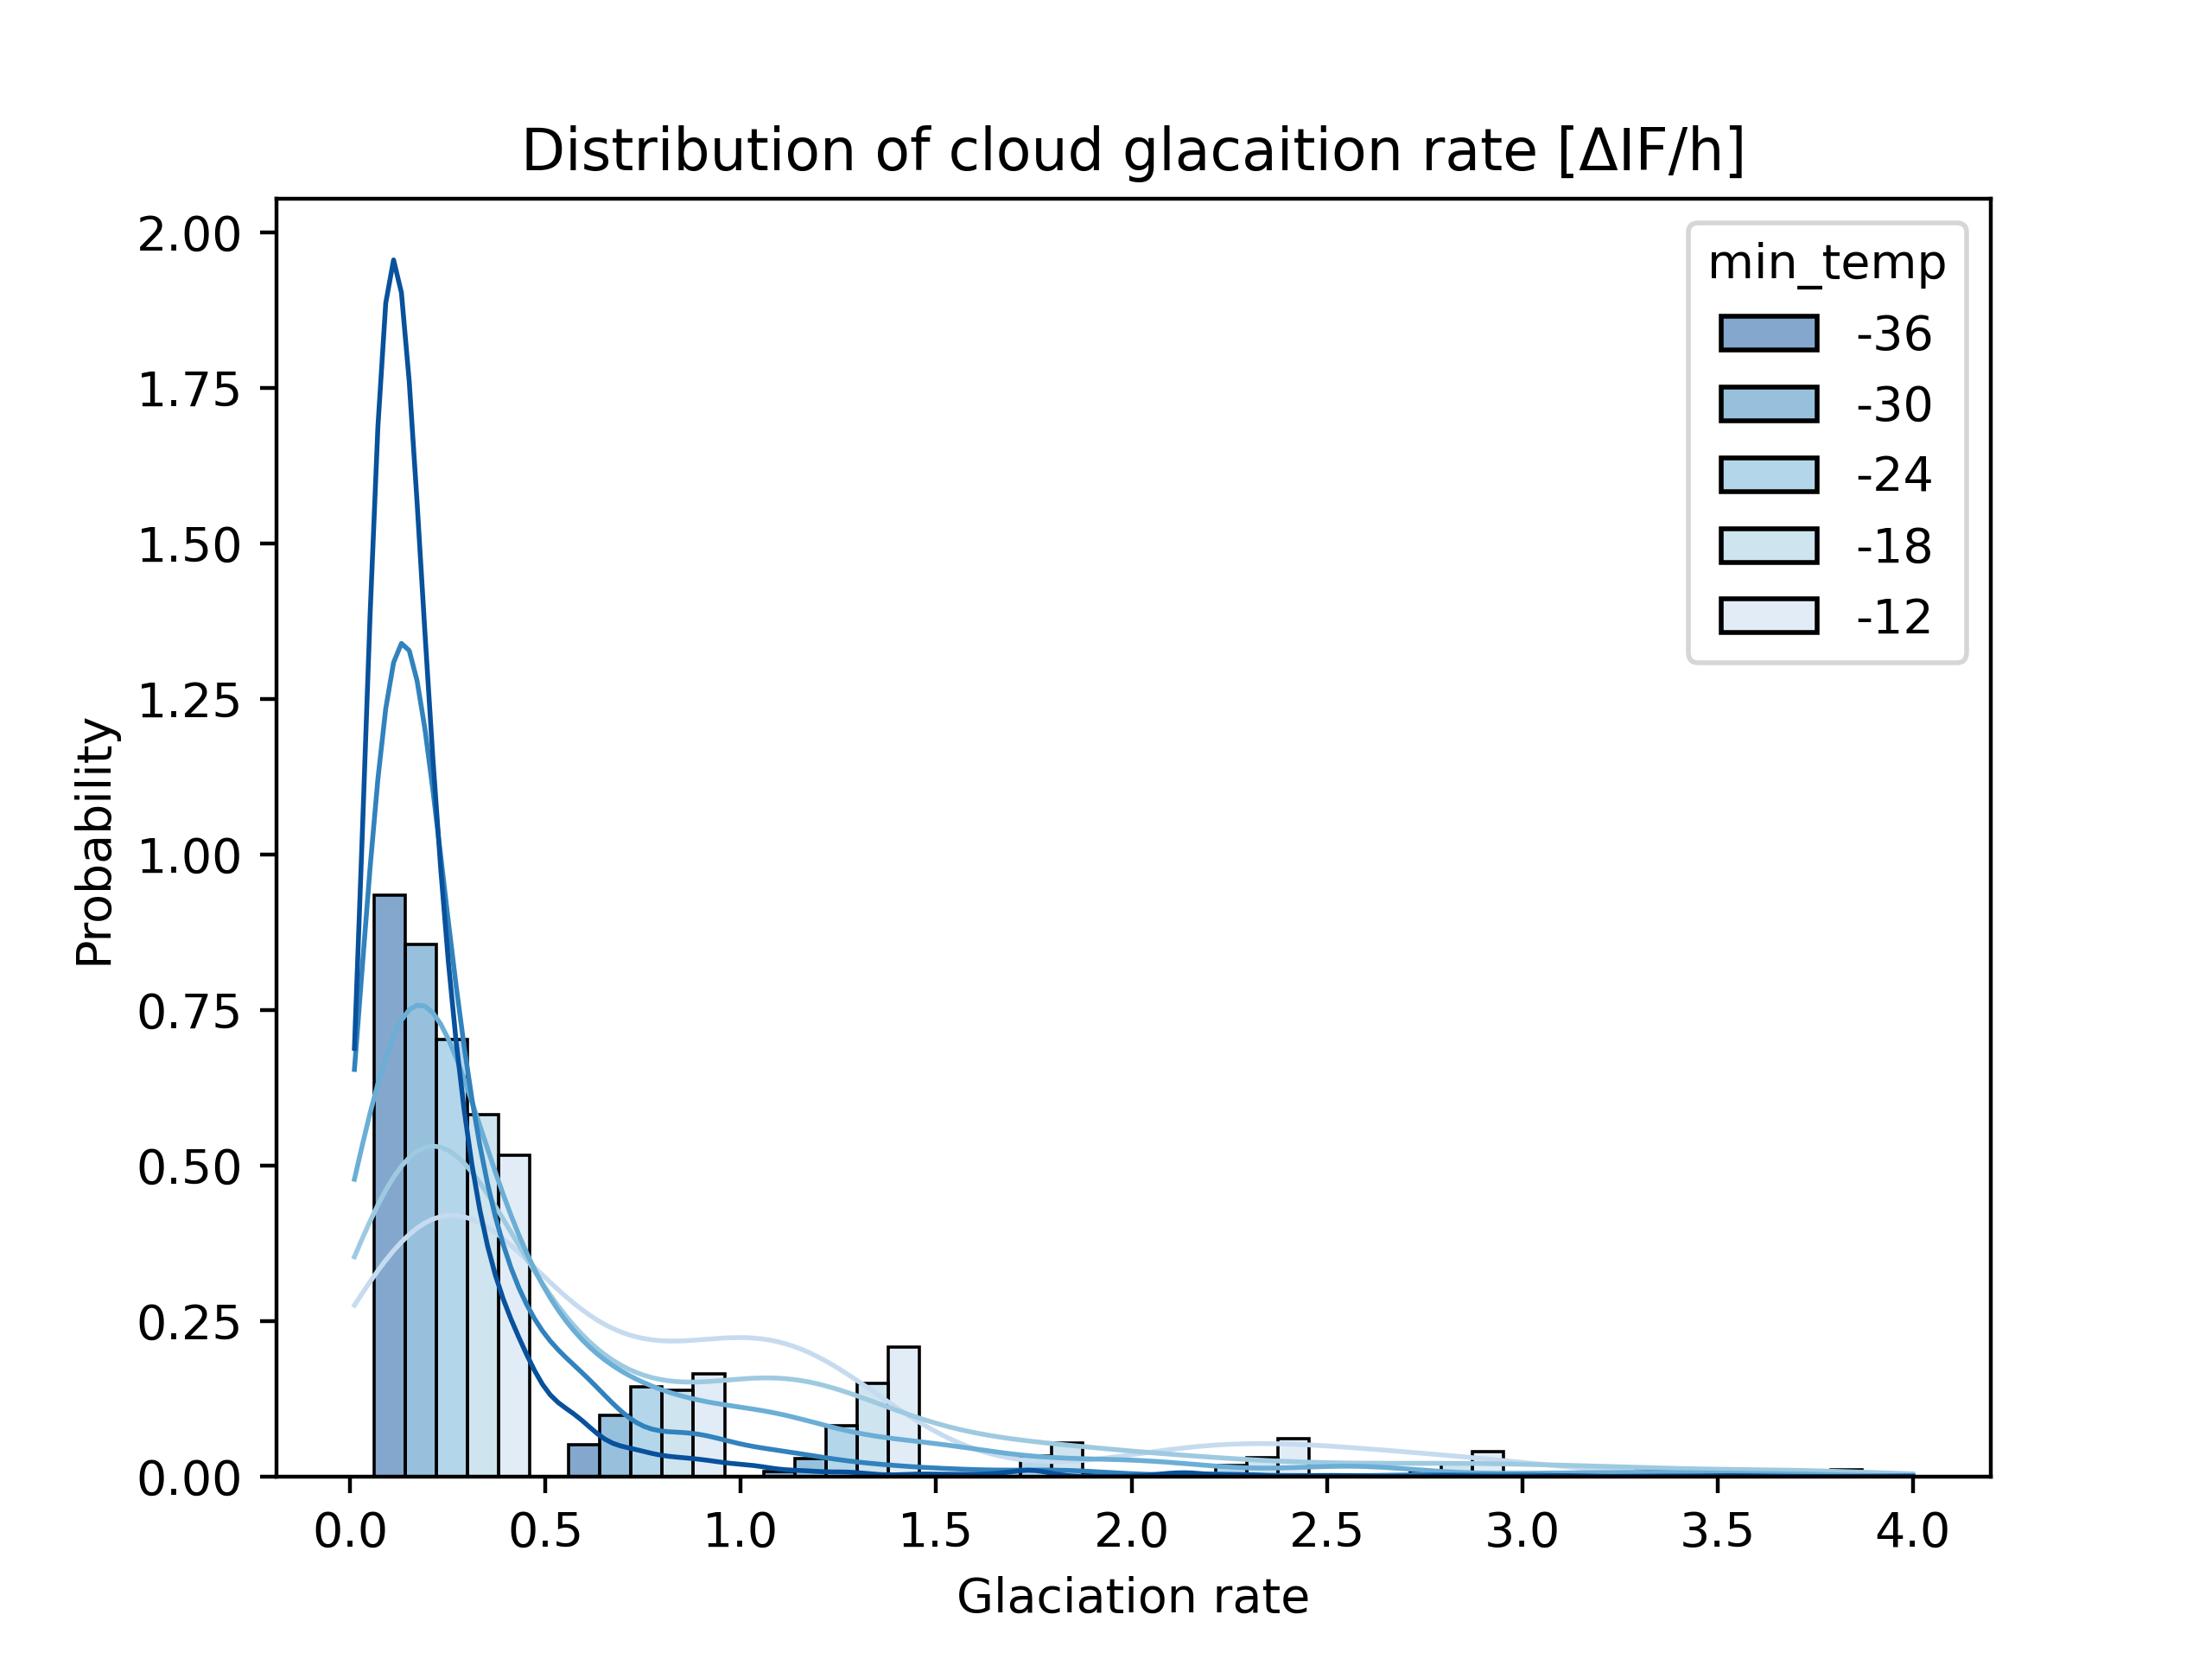 Distribution of cloud glacaition rate [ΔIF/h]
2.00
1.75
1.50
1.25
1.00
0.75
0.50
0.25
0.00
Probability
min_temp
-36
-30
-24
-18
-12
0.0 0.5 1.0 1.5 2.0 2.5 3.0 3.5 4.0
Glaciation rate